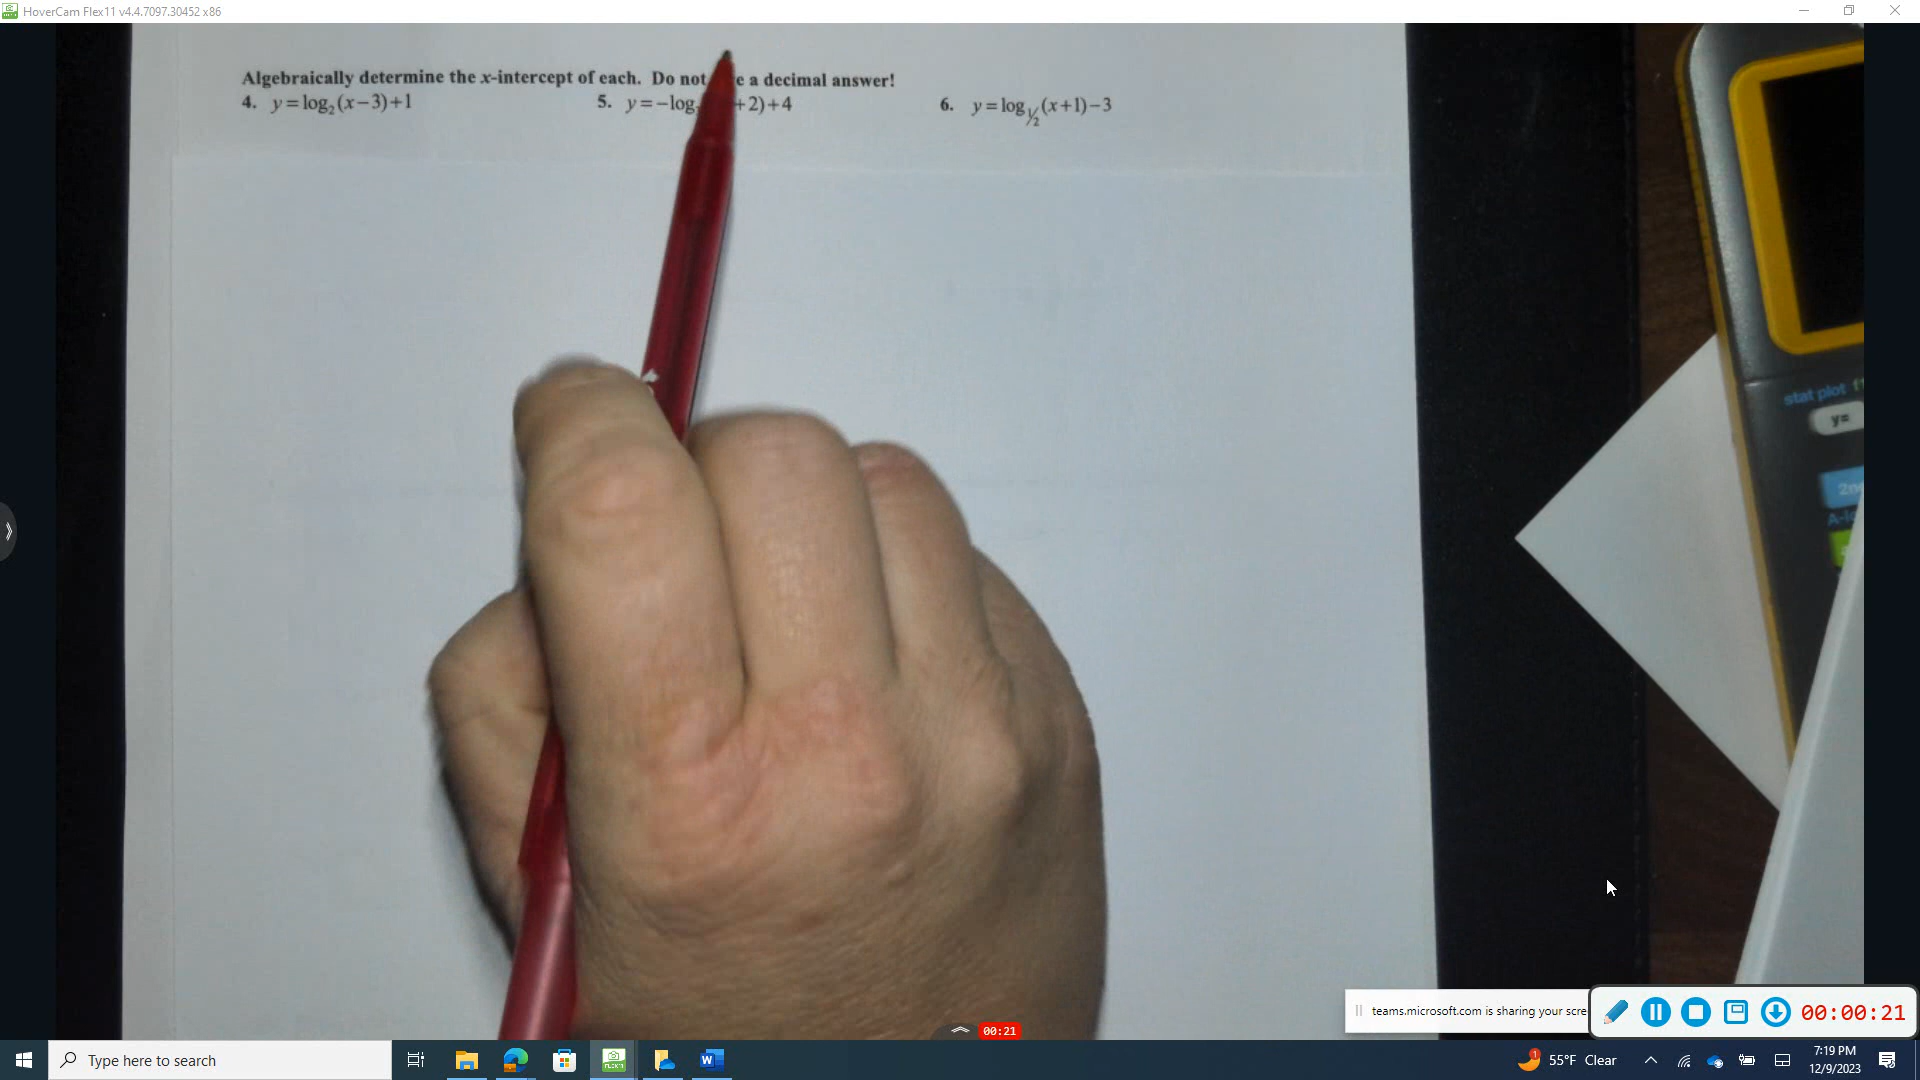 HoverCam Flex11 v4.4.7097.30452 x86
Algebraically determine the x-intercept of each. Do not a decimal answer!
4. y=log₂(x−3)+1 5. y=−log +2)+4 6. y=log½(x+1)−3
stat plot
y=
teams.microsoft.com is sharing your scre
00:00:21
00:21
Type here to search
FLEX11
1
55°F Clear
7:19 PM
12/9/2023